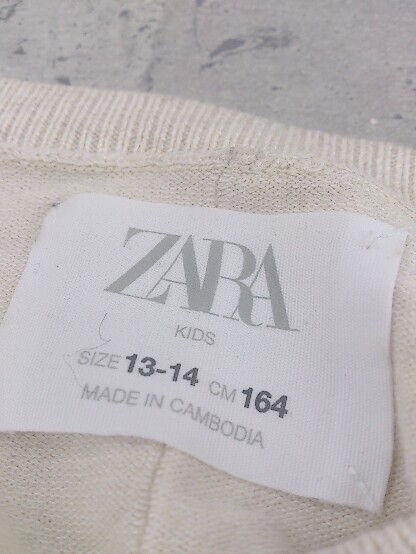 ZARA
KIDS
SIZE 13-14 CM 164
MADE IN CAMBODIA